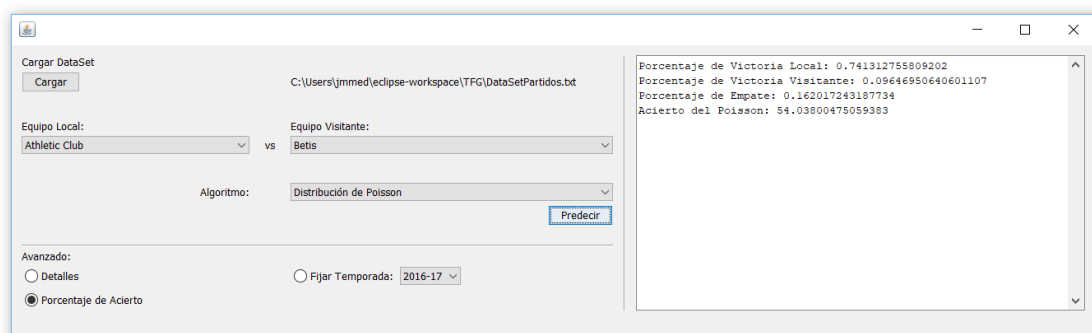 Cargar DataSet
Cargar
C:\Users\jmmed\eclipse-workspace\TFG\DataSetPartidos.txt
Equipo Local:
Equipo Visitante:
Athletic Club
vs
Betis
Algoritmo:
Distribución de Poisson
Predecir
Avanzado:
Detalles
Fijar Temporada:
2016-17
Porcentaje de Acierto
Porcentaje de Victoria Local: 0.741312755809202
Porcentaje de Victoria Visitante: 0.09646950640601107
Porcentaje de Empate: 0.162017243187734
Acierto del Poisson: 54.03800475059383